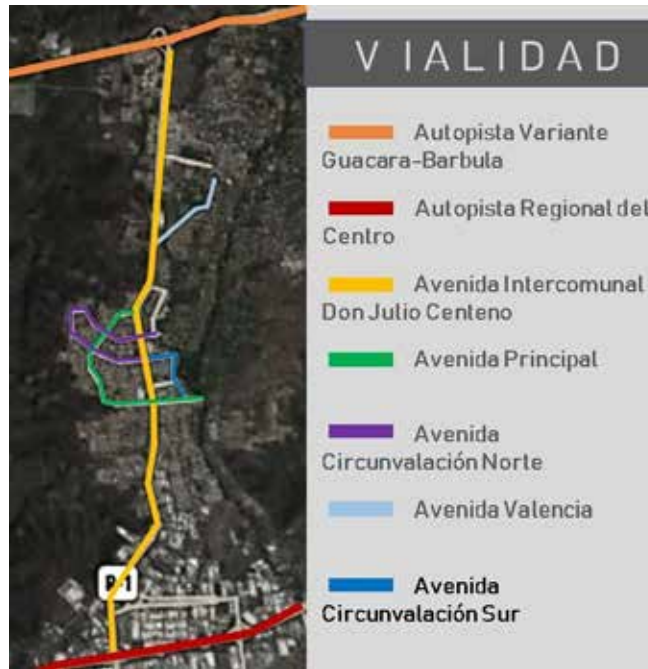 VIALIDAD
Autopista Variante
Guacara-Barbula
Autopista Regional del
Centro
Avenida Intercomunal
Don Julio Centeno
Avenida Principal
Avenida
Circunvalación Norte
Avenida Valencia
Avenida
Circunvalación Sur